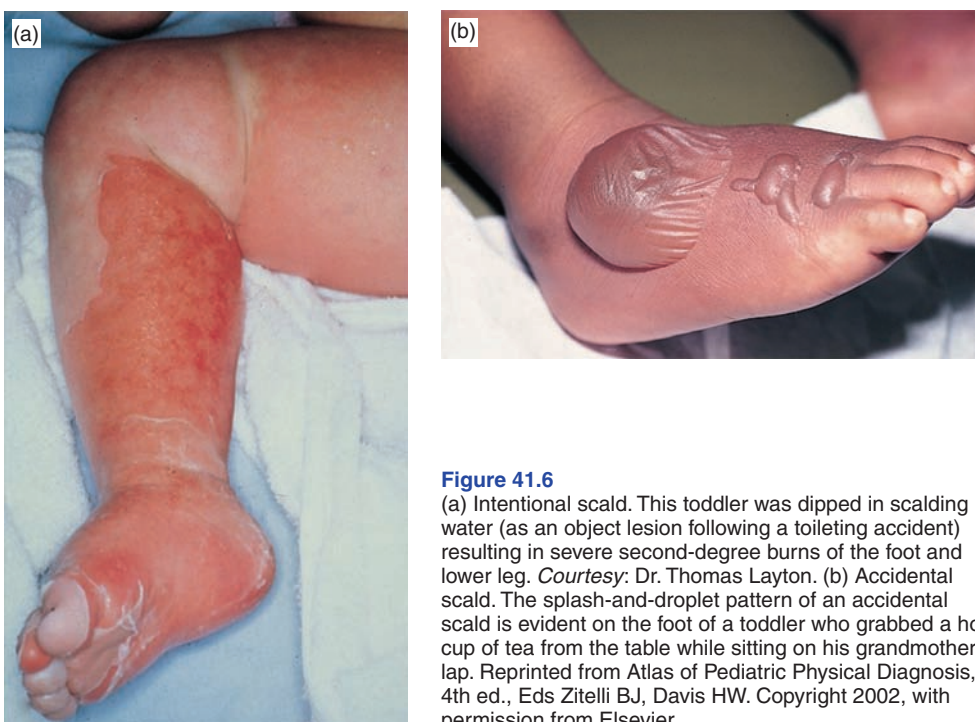 (a)
(b)
Figure 41.6
(a) Intentional scald. This toddler was dipped in scalding
water (as an object lesson following a toileting accident)
resulting in severe second-degree burns of the foot and
lower leg. Courtesy: Dr. Thomas Layton. (b) Accidental
scald. The splash-and-droplet pattern of an accidental
scald is evident on the foot of a toddler who grabbed a
cup of tea from the table while sitting on his grandmother
lap. Reprinted from Atlas of Pediatric Physical Diagnosis,
4th ed., Eds Zitelli BJ, Davis HW. Copyright 2002, with
permission from Elsevier